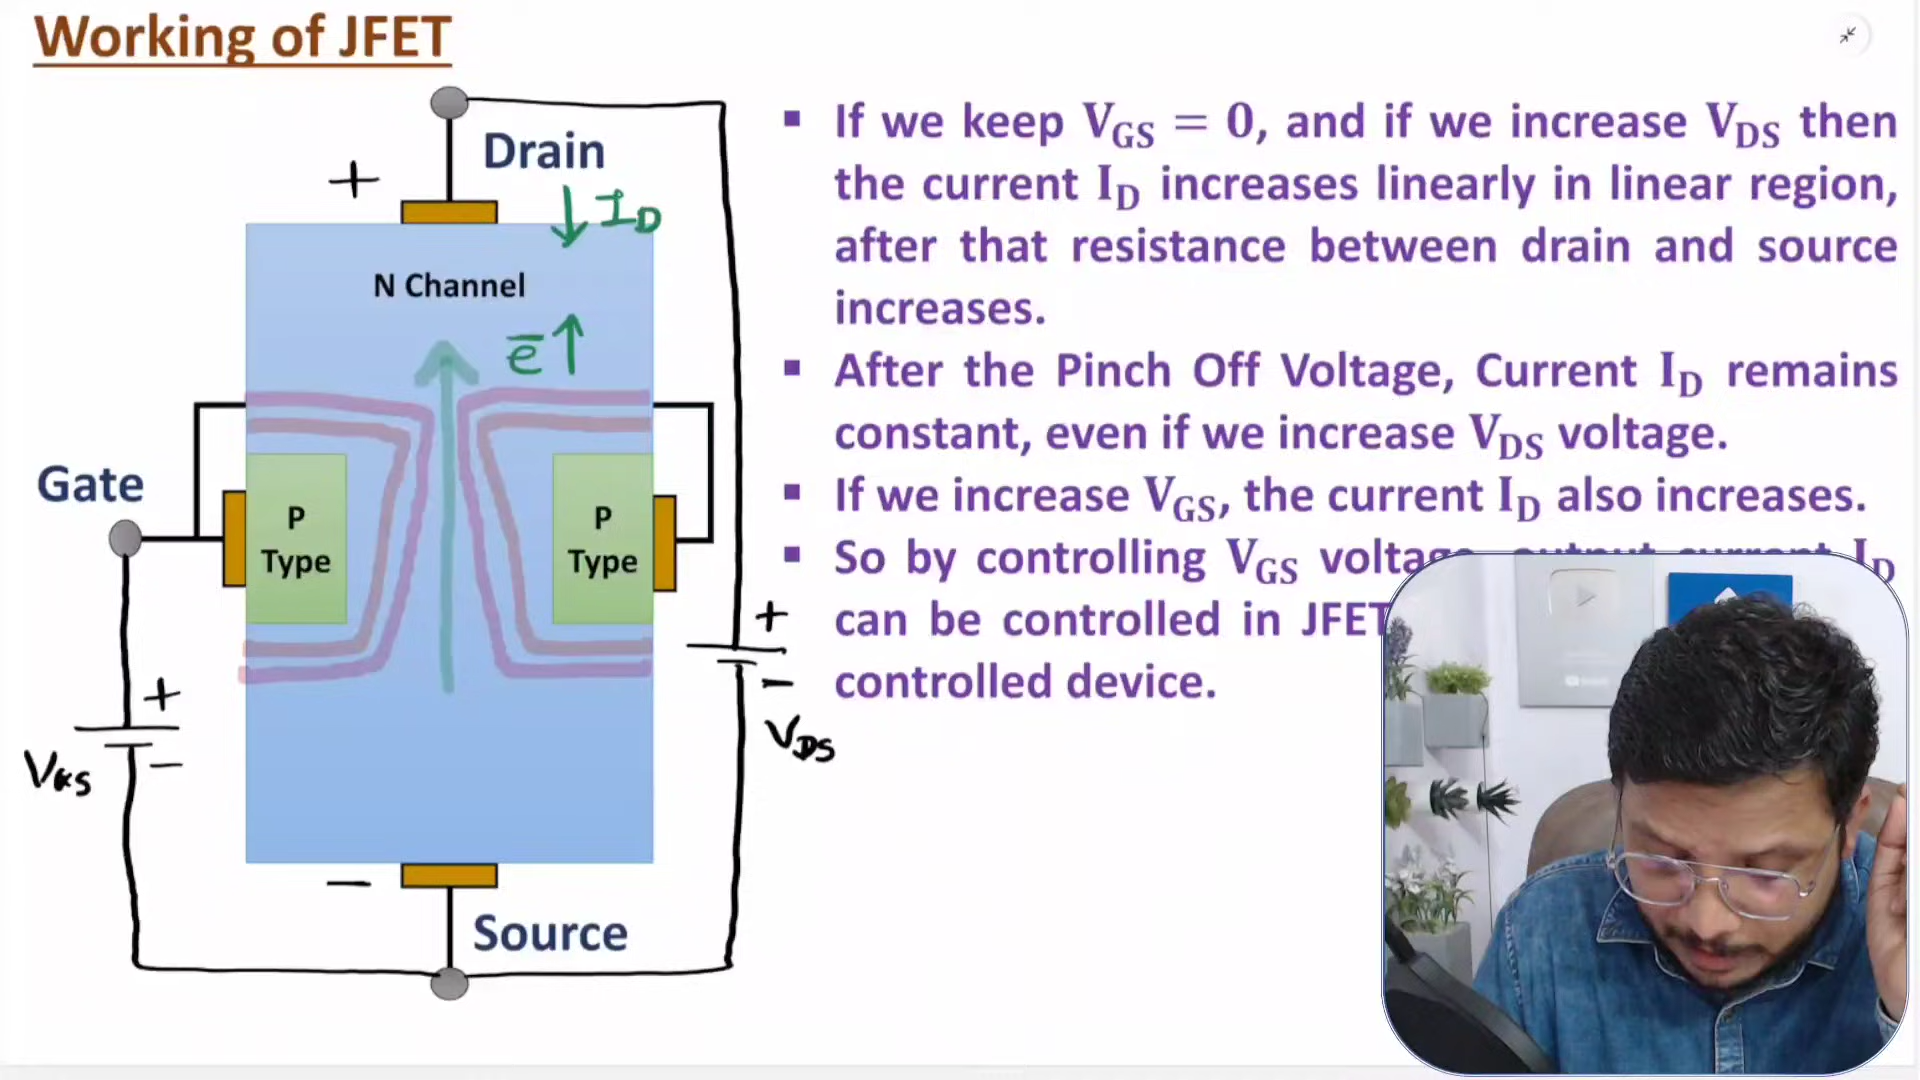 Working of JFET
Drain
+
↓ I_D
N Channel
e̅ ↑
Gate
P
Type
P
Type
+
−
V_GS
+
−
V_DS
−
Source
▪ If we keep V_GS = 0, and if we increase V_DS then
the current I_D increases linearly in linear region,
after that resistance between drain and source
increases.
▪ After the Pinch Off Voltage, Current I_D remains
constant, even if we increase V_DS voltage.
▪ If we increase V_GS, the current I_D also increases.
▪ So by controlling V_GS I_D
can be controlled in JFET
controlled device.